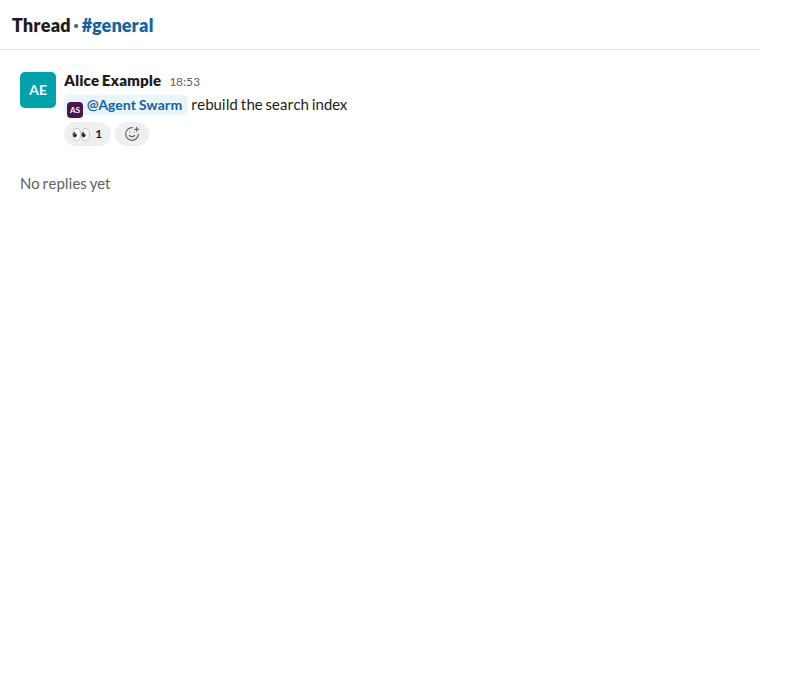 Thread • #general
AE
Alice Example 18:53
AS @Agent Swarm rebuild the search index
👀 1
No replies yet